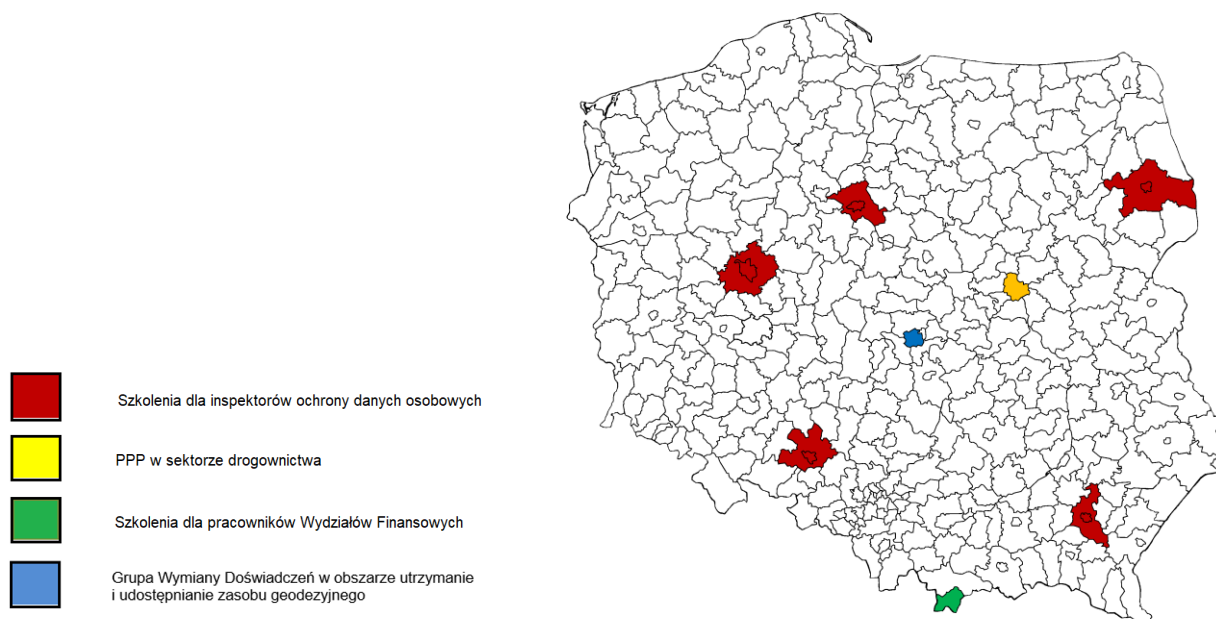 Szkolenia dla inspektorów ochrony danych osobowych
PPP w sektorze drogownictwa
Szkolenia dla pracowników Wydziałów Finansowych
Grupa Wymiany Doświadczeń w obszarze utrzymanie
i udostępnianie zasobu geodezyjnego